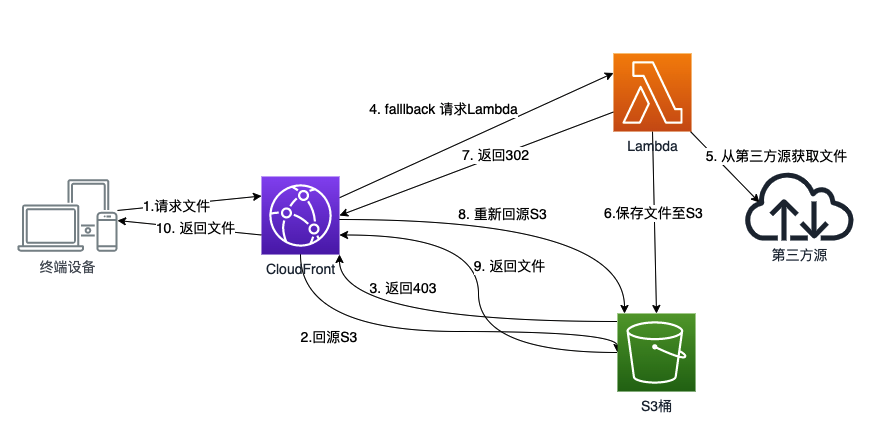 4. falllback 请求Lambda
Lambda
7. 返回302
5. 从第三方源获取文件
1.请求文件
6.保存文件至S3
8. 重新回源S3
10. 返回文件
第三方源
终端设备
CloudFront
9. 返回文件
3. 返回403
2.回源S3
S3桶